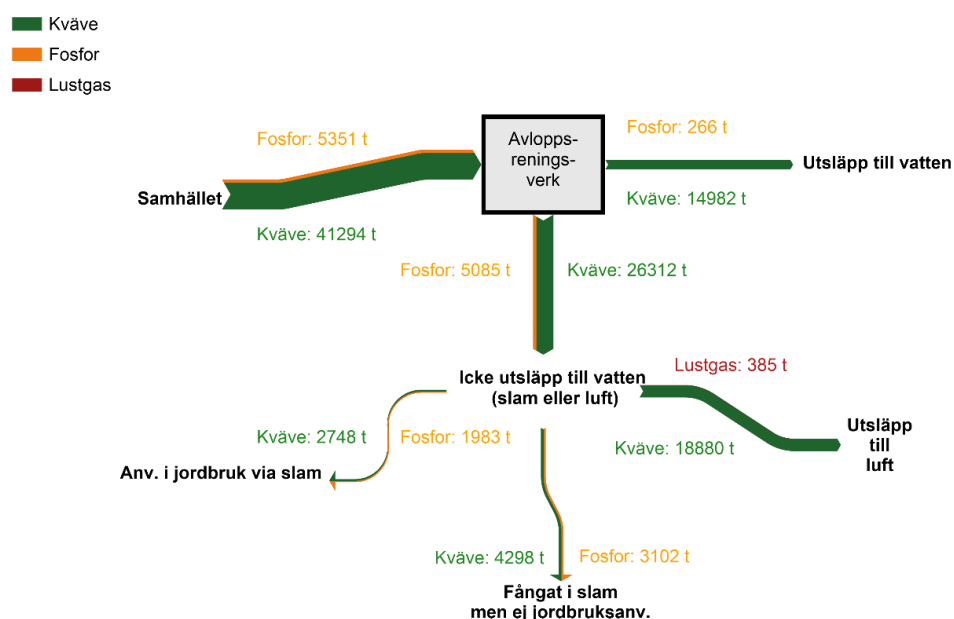 Kväve
Fosfor
Lustgas
Fosfor: 5351 t
Samhället
Kväve: 41294 t
Avlopps-
renings-
verk
Fosfor: 266 t
Utsläpp till vatten
Kväve: 14982 t
Fosfor: 5085 t
Kväve: 26312 t
Icke utsläpp till vatten
(slam eller luft)
Lustgas: 385 t
Kväve: 18880 t
Utsläpp
till
luft
Kväve: 2748 t
Fosfor: 1983 t
Anv. i jordbruk via slam
Kväve: 4298 t
Fosfor: 3102 t
Fångat i slam
men ej jordbruksanv.